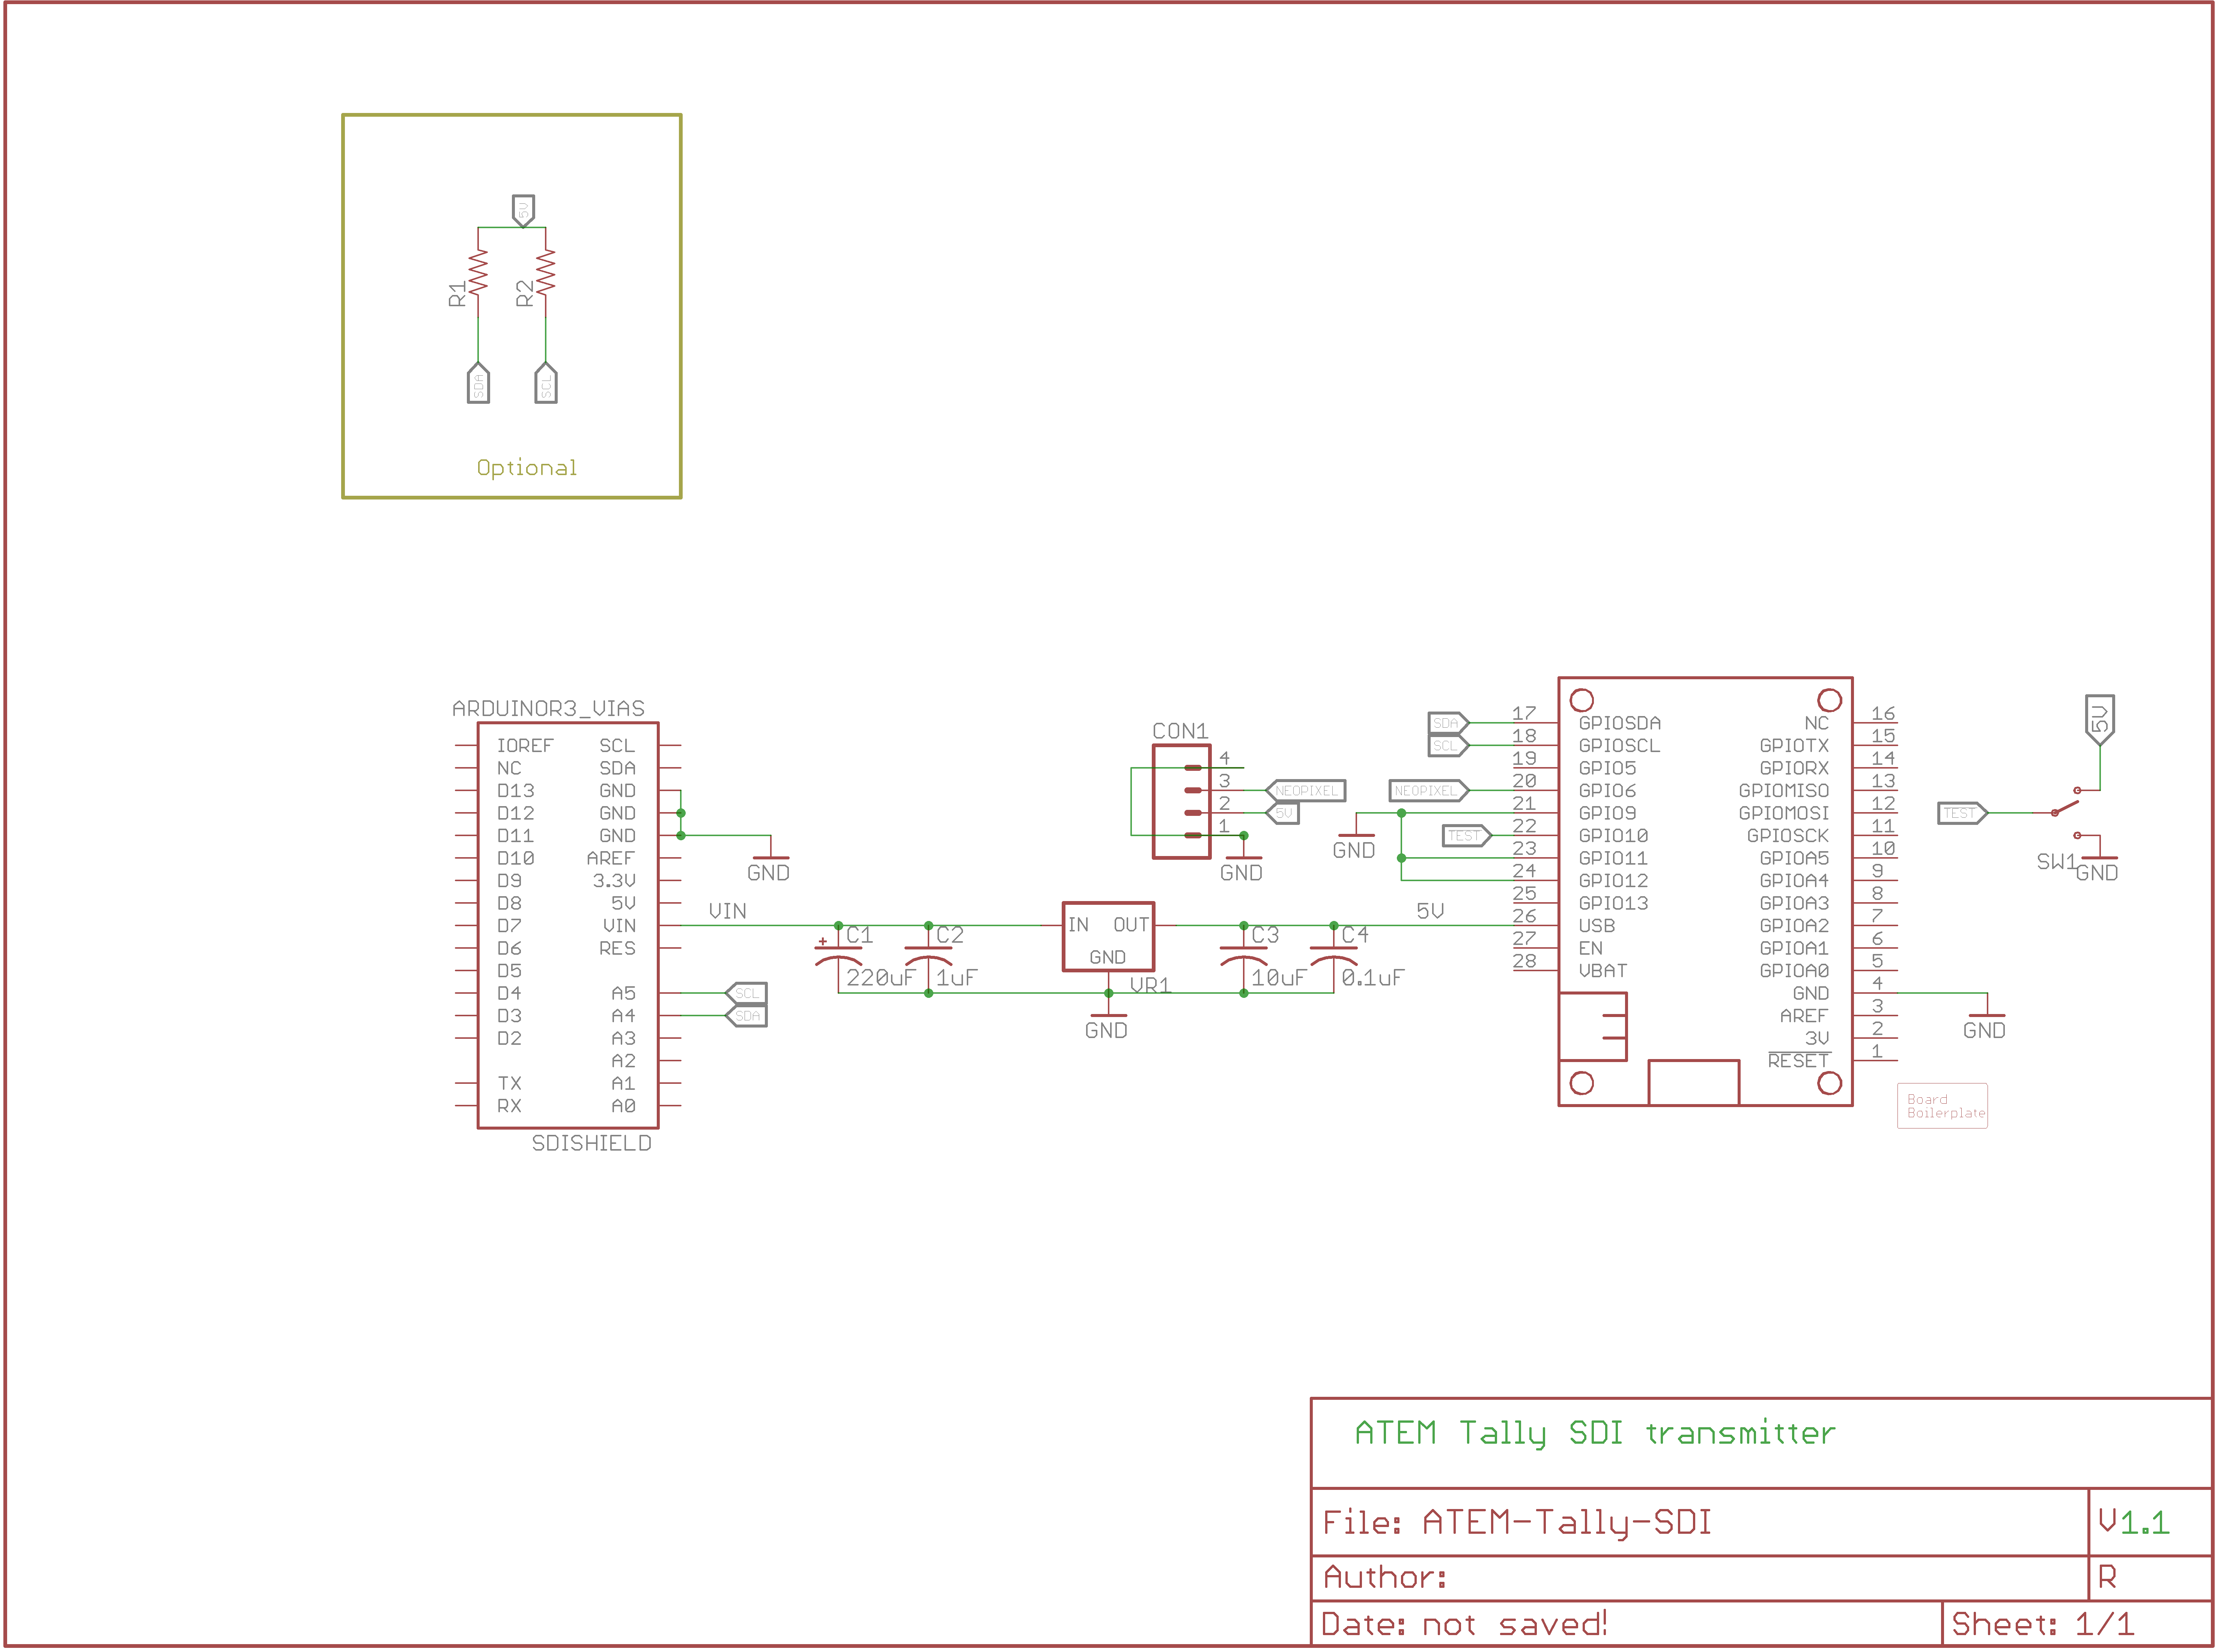 5V
R1
R2
SDA
SCL
Optional
ARDUINOR3_VIAS
IOREF SCL
NC SDA
D13 GND
D12 GND
D11 GND
D10 AREF
D9 3.3V
D8 5V
D7 VIN
D6 RES
D5
D4 A5
D3 A4
D2 A3
A2
TX A1
RX A0
SDISHIELD
GND
VIN
SCL
SDA
C1
220uF
C2
1uF
IN OUT
GND
VR1
GND
CON1
4
3
2
1
NEOPIXEL
5V
GND
C3
10uF
C4
0.1uF
5V
SDA
SCL
NEOPIXEL
GND
TEST
17 GPIOSDA NC 16
18 GPIOSCL GPIOTX 15
19 GPIO5 GPIORX 14
20 GPIO6 GPIOMISO 13
21 GPIO9 GPIOMOSI 12
22 GPIO10 GPIOSCK 11
23 GPIO11 GPIOA5 10
24 GPIO12 GPIOA4 9
25 GPIO13 GPIOA3 8
26 USB GPIOA2 7
27 EN GPIOA1 6
28 VBAT GPIOA0 5
GND 4
AREF 3
3V 2
RESET 1
GND
Board
Boilerplate
TEST
5V
SW1
GND
ATEM Tally SDI transmitter
File: ATEM-Tally-SDI
V1.1
Author:
R
Date: not saved!
Sheet: 1/1